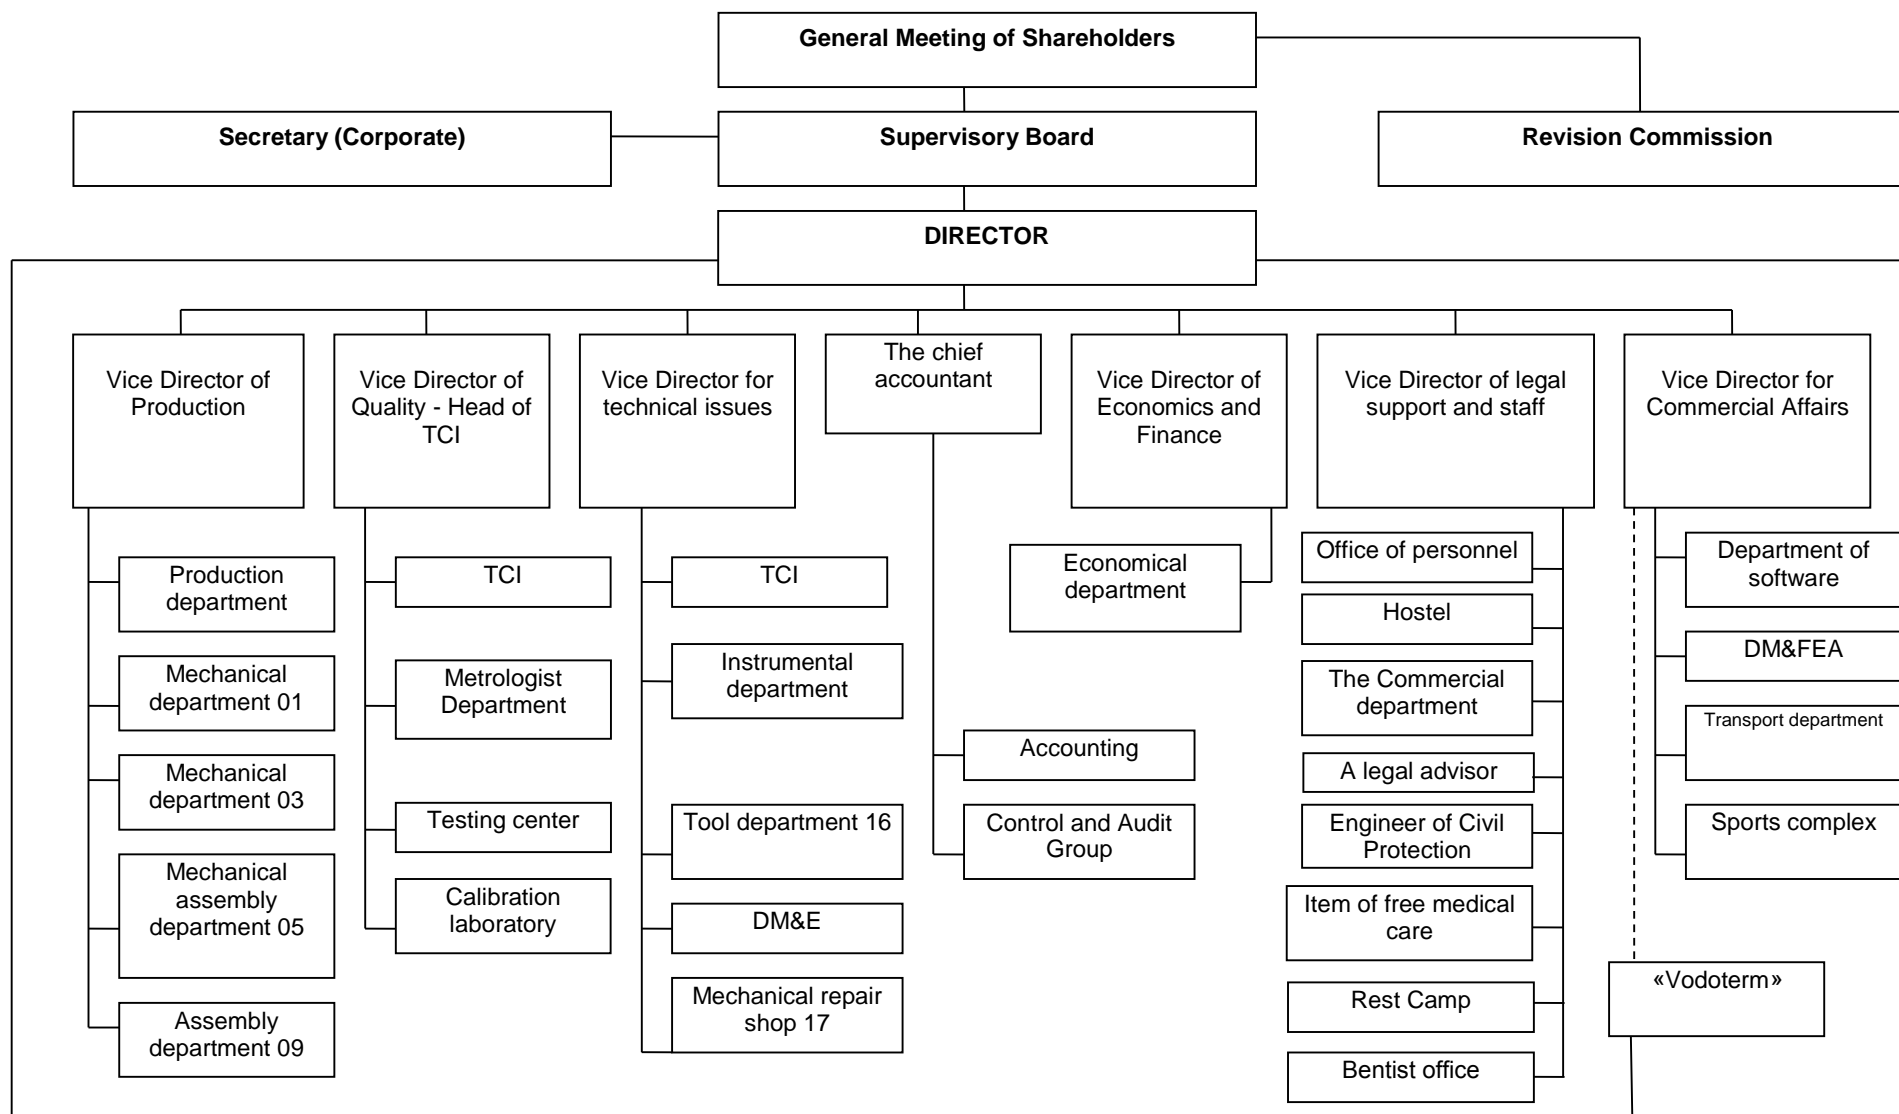 General Meeting of Shareholders
Secretary (Corporate)
Supervisory Board
Revision Commission
DIRECTOR
Vice Director of
Production
Vice Director of
Quality - Head of
TCI
Vice Director for
technical issues
The chief
accountant
Vice Director of
Economics and
Finance
Vice Director of legal
support and staff
Vice Director for
Commercial Affairs
Production
department
Mechanical
department 01
Mechanical
department 03
Mechanical
assembly
department 05
Assembly
department 09
TCI
Metrologist
Department
Testing center
Calibration
laboratory
TCI
Instrumental
department
Tool department 16
DM&E
Mechanical repair
shop 17
Accounting
Control and Audit
Group
Economical
department
Office of personnel
Hostel
The Commercial
department
A legal advisor
Engineer of Civil
Protection
Item of free medical
care
Rest Camp
Bentist office
Department of
software
DM&FEA
Transport department
Sports complex
«Vodoterm»